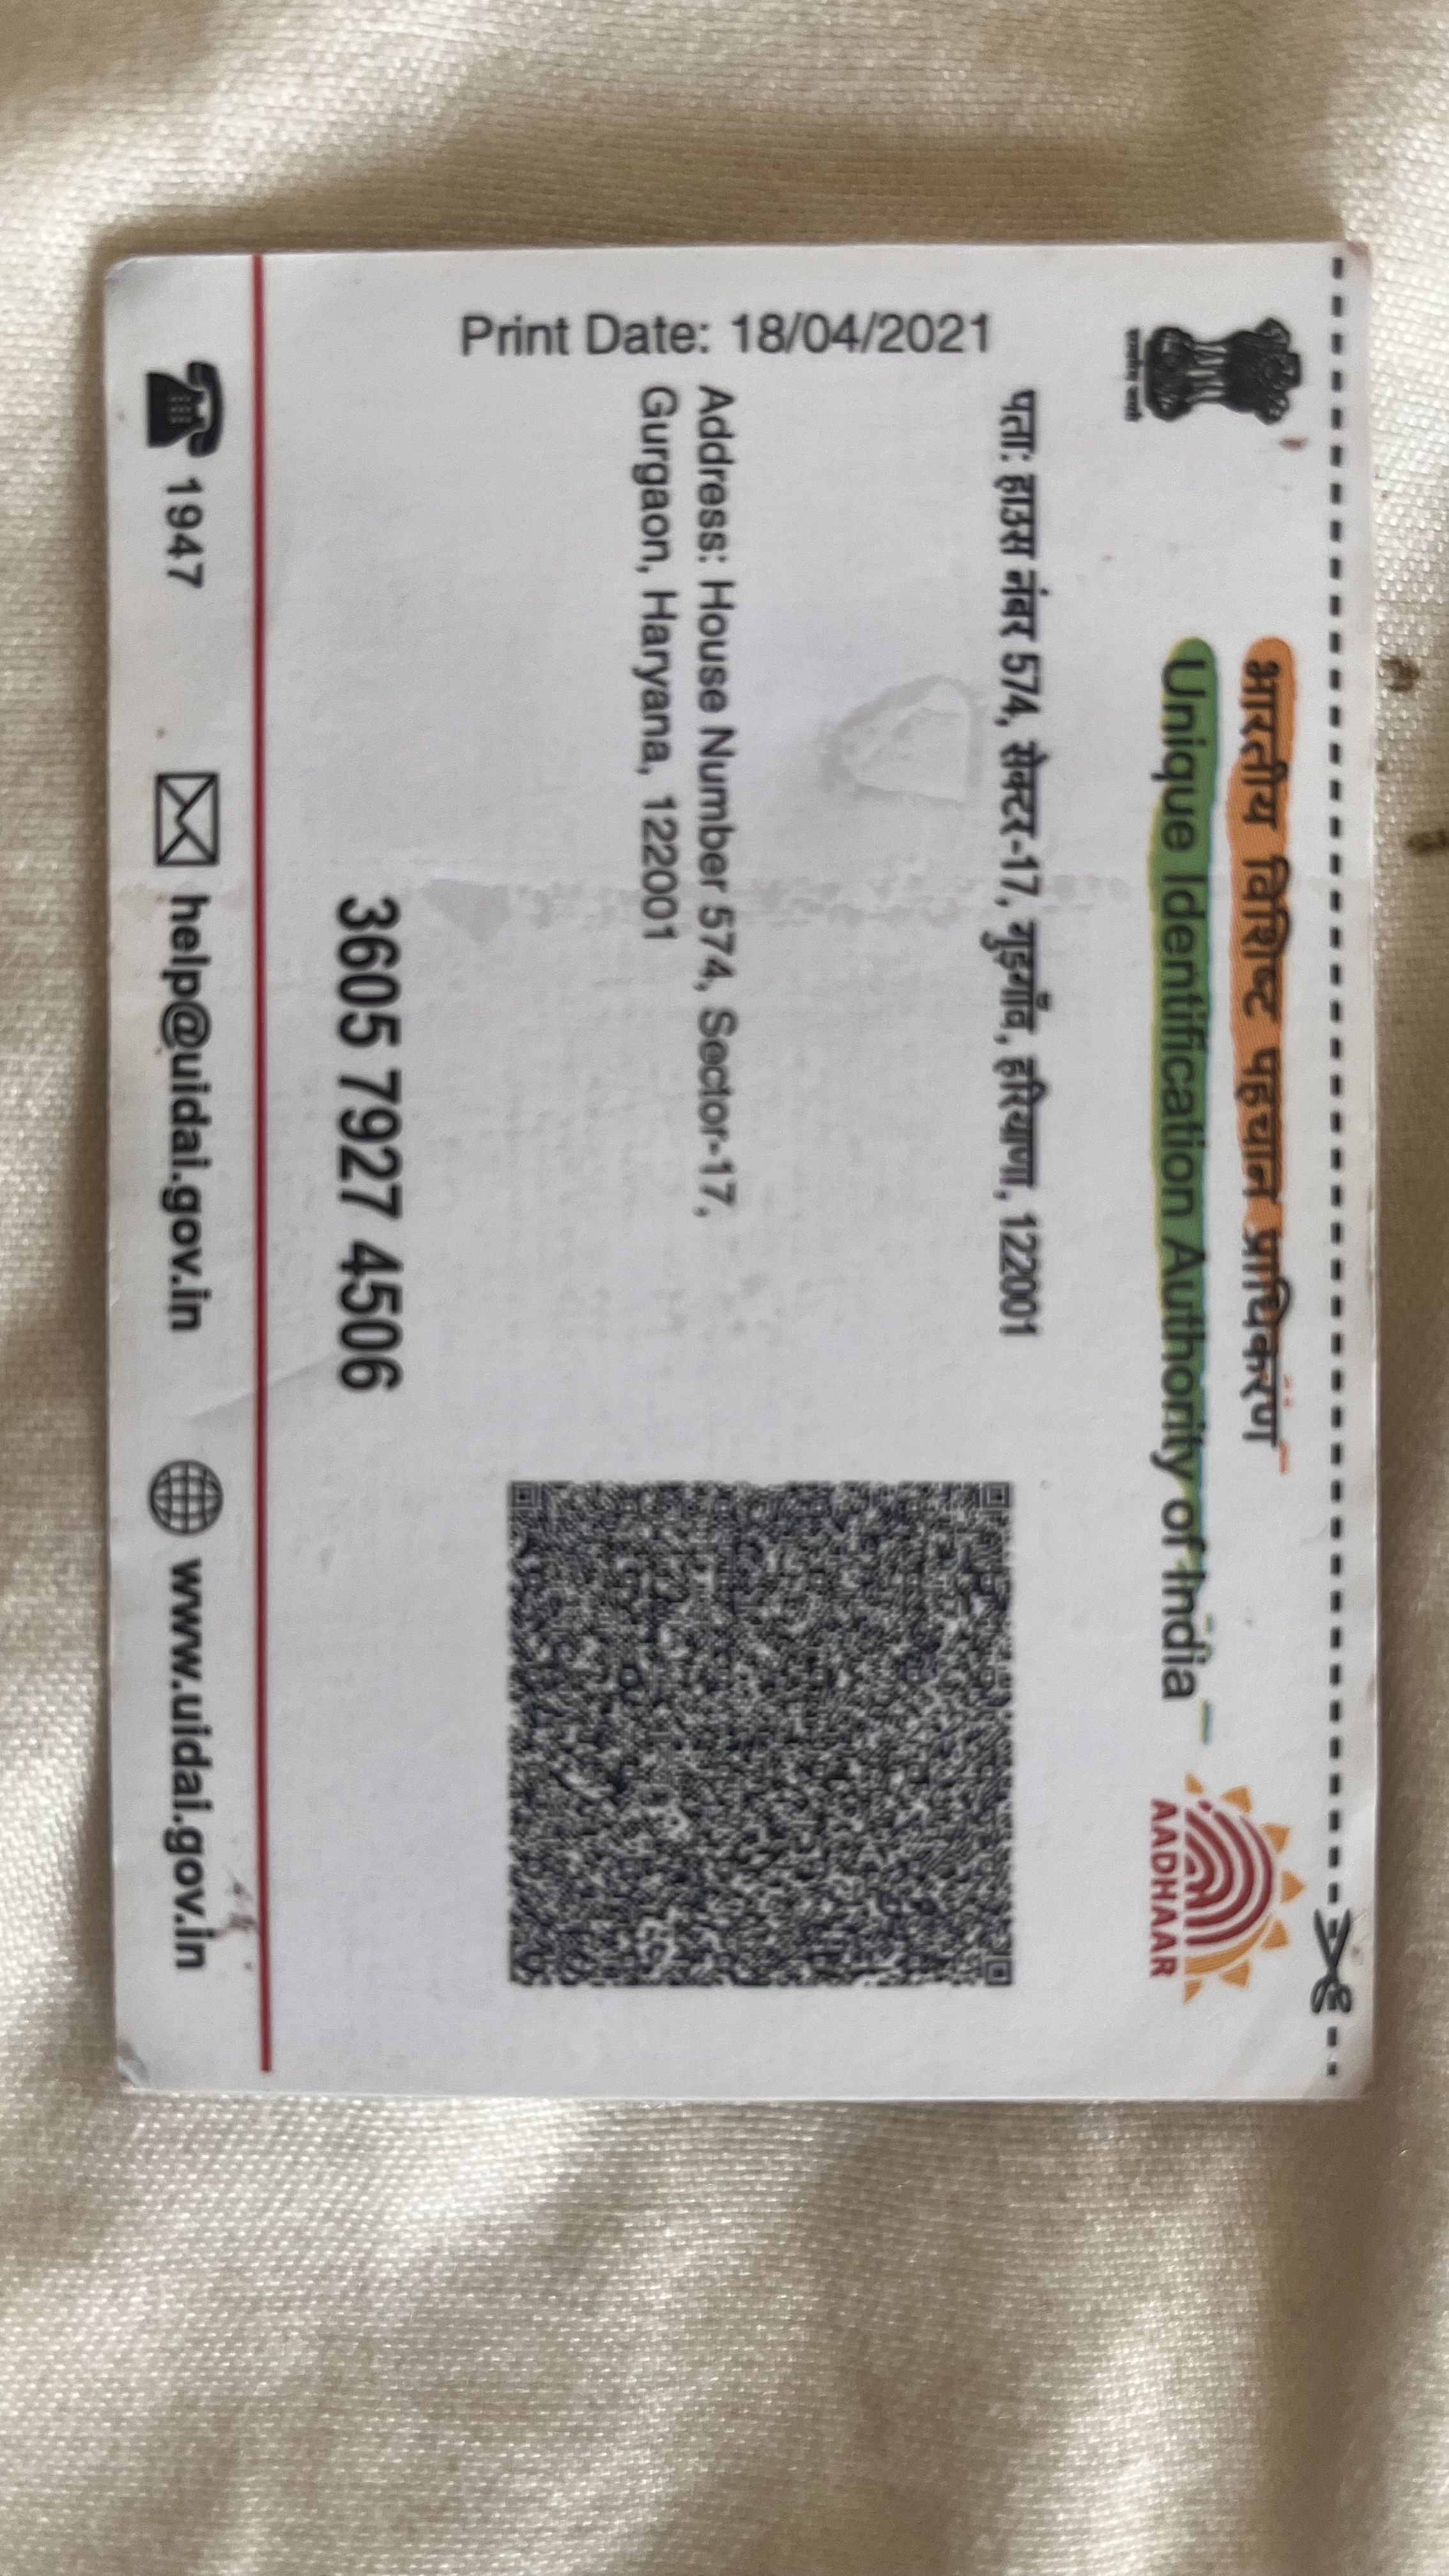 भारतीय विशिष्ट पहचान प्राधिकरण
Unique Identification Authority of India
AADHAAR
Print Date: 18/04/2021
पता: हाउस नंबर 574, सेक्टर-17, गुड़गाँव, हरियाणा, 122001
Address: House Number 574, Sector-17,
Gurgaon, Haryana, 122001
3605 7927 4506
1947
help@uidai.gov.in
www.uidai.gov.in